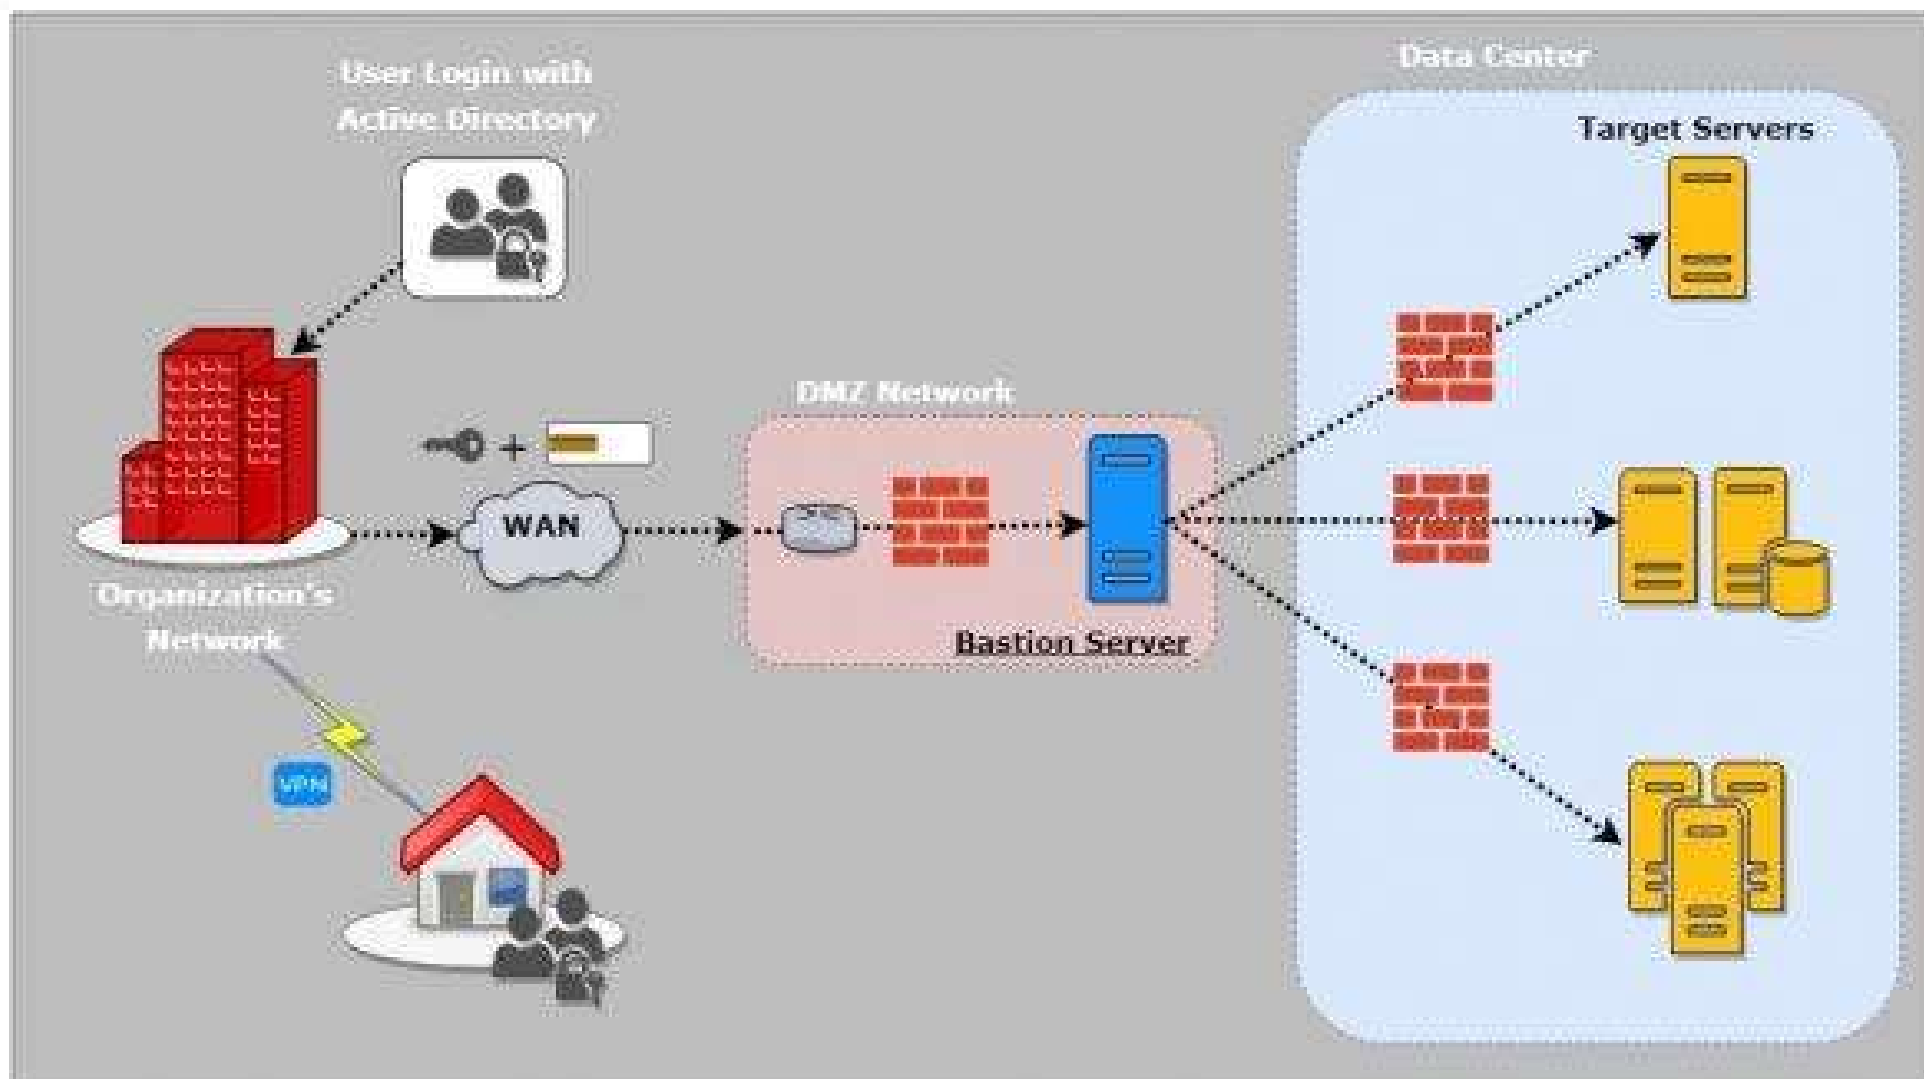 User Login with
Active Directory
Data Center
Target Servers
DMZ Network
+
WAN
Organization's
Network
Bastion Server
VPN